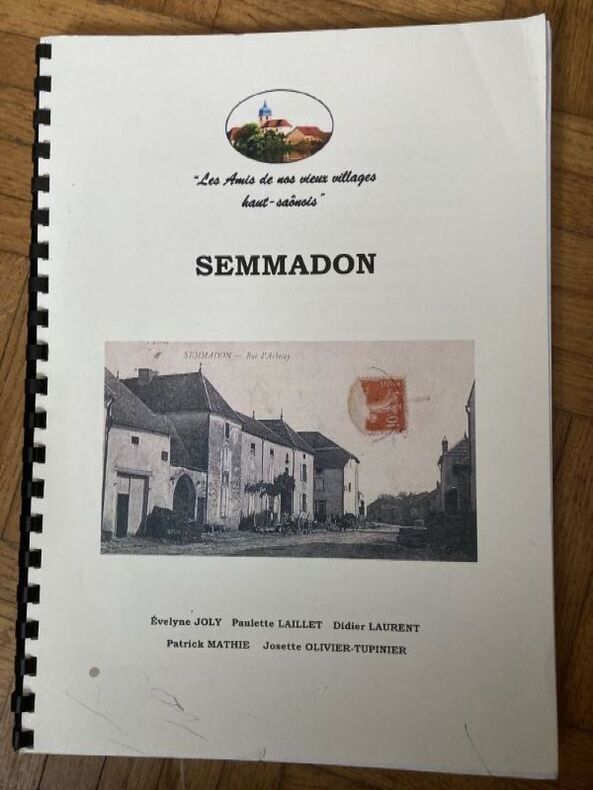 "Les Amis de nos vieux villages
haut-saônois"
SEMMADON
SEMMADON — Rue d'Arbecey
10
Évelyne JOLY Paulette LAILLET Didier LAURENT
Patrick MATHIE Josette OLIVIER-TUPINIER